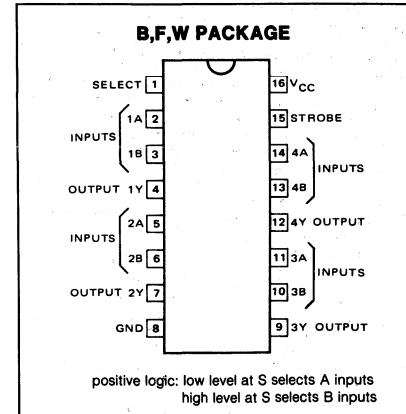 B,F,W PACKAGE
SELECT 1
16 VCC
1A 2
15 STROBE
INPUTS
1B 3
14 4A
INPUTS
13 4B
OUTPUT 1Y 4
2A 5
12 4Y OUTPUT
INPUTS
2B 6
11 3A
INPUTS
10 3B
OUTPUT 2Y 7
GND 8
9 3Y OUTPUT
positive logic: low level at S selects A inputs
high level at S selects B inputs